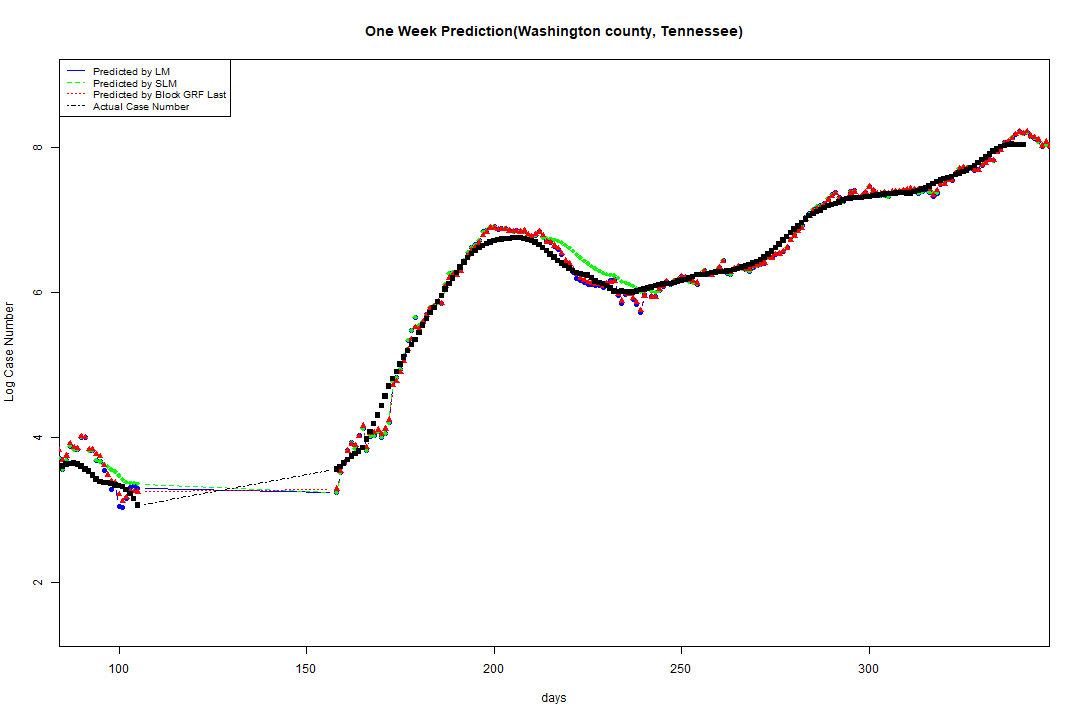 One Week Prediction(Washington county, Tennessee)
Predicted by LM
Predicted by SLM
Predicted by Block GRF Last
Actual Case Number
8
6
4
2
Log Case Number
100 150 200 250 300
days